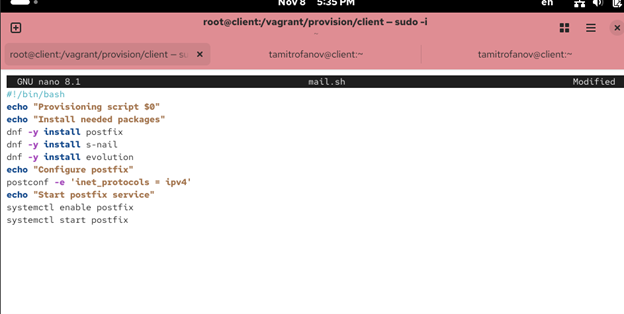 Nov 8 5:35 PM en
root@client:/vagrant/provision/client — sudo -i
root@client:/vagrant/provision/client — su
tamitrofanov@client:~
tamitrofanov@client:~
GNU nano 8.1 mail.sh Modified
#!/bin/bash
echo "Provisioning script $0"
echo "Install needed packages"
dnf -y install postfix
dnf -y install s-nail
dnf -y install evolution
echo "Configure postfix"
postconf -e 'inet_protocols = ipv4'
echo "Start postfix service"
systemctl enable postfix
systemctl start postfix